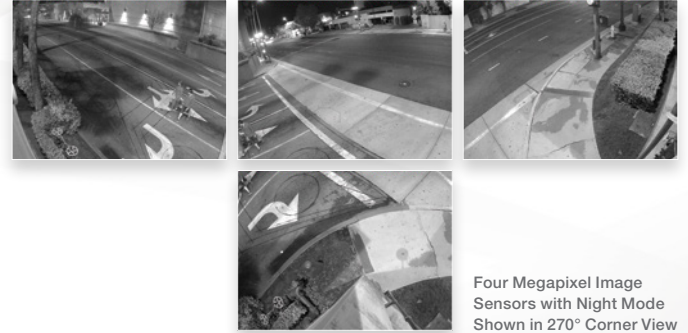 Four Megapixel Image
Sensors with Night Mode
Shown in 270° Corner View